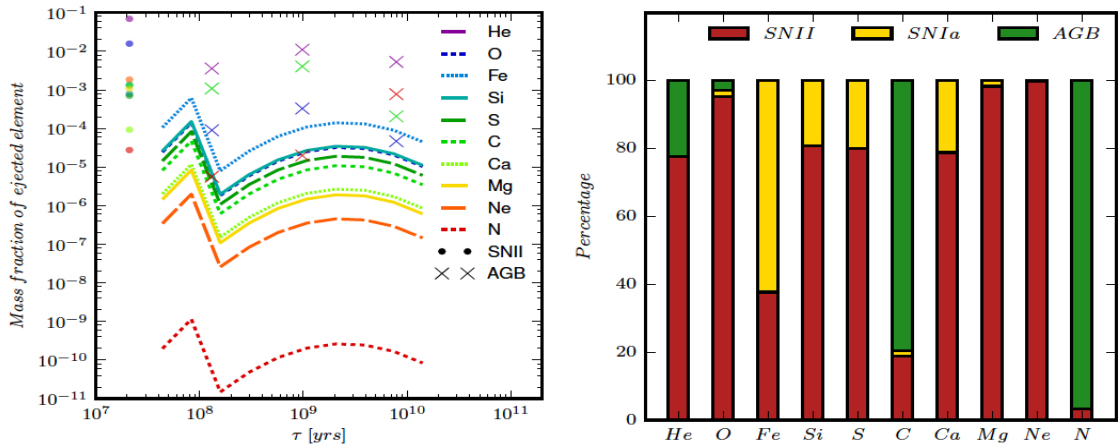 Mass fraction of ejected element
10^-1
10^-2
10^-3
10^-4
10^-5
10^-6
10^-7
10^-8
10^-9
10^-10
10^-11
10^7
10^8
10^9
10^10
10^11
τ [yrs]
He
O
Fe
Si
S
C
Ca
Mg
Ne
N
SNII
AGB
SNII
SNIa
AGB
Percentage
100
80
60
40
20
0
He
O
Fe
Si
S
C
Ca
Mg
Ne
N